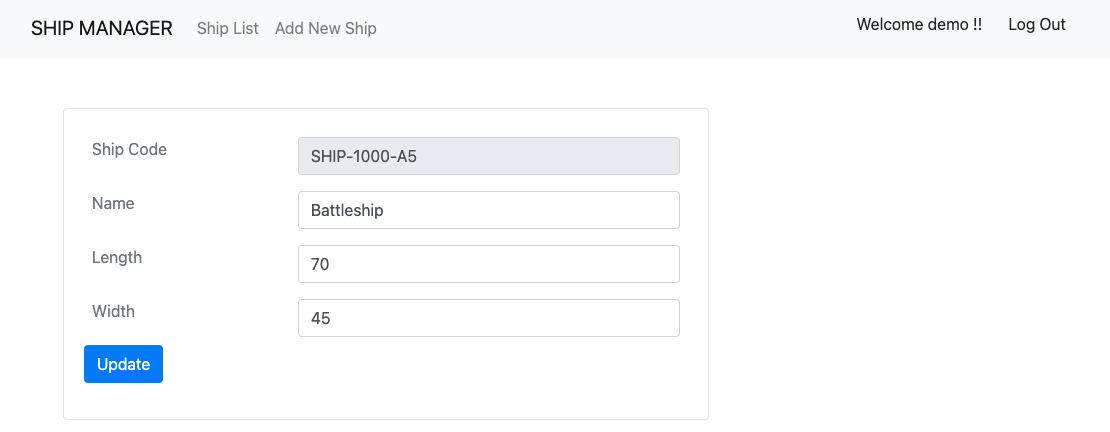 SHIP MANAGER Ship List Add New Ship Welcome demo !! Log Out
Ship Code SHIP-1000-A5
Name Battleship
Length 70
Width 45
Update